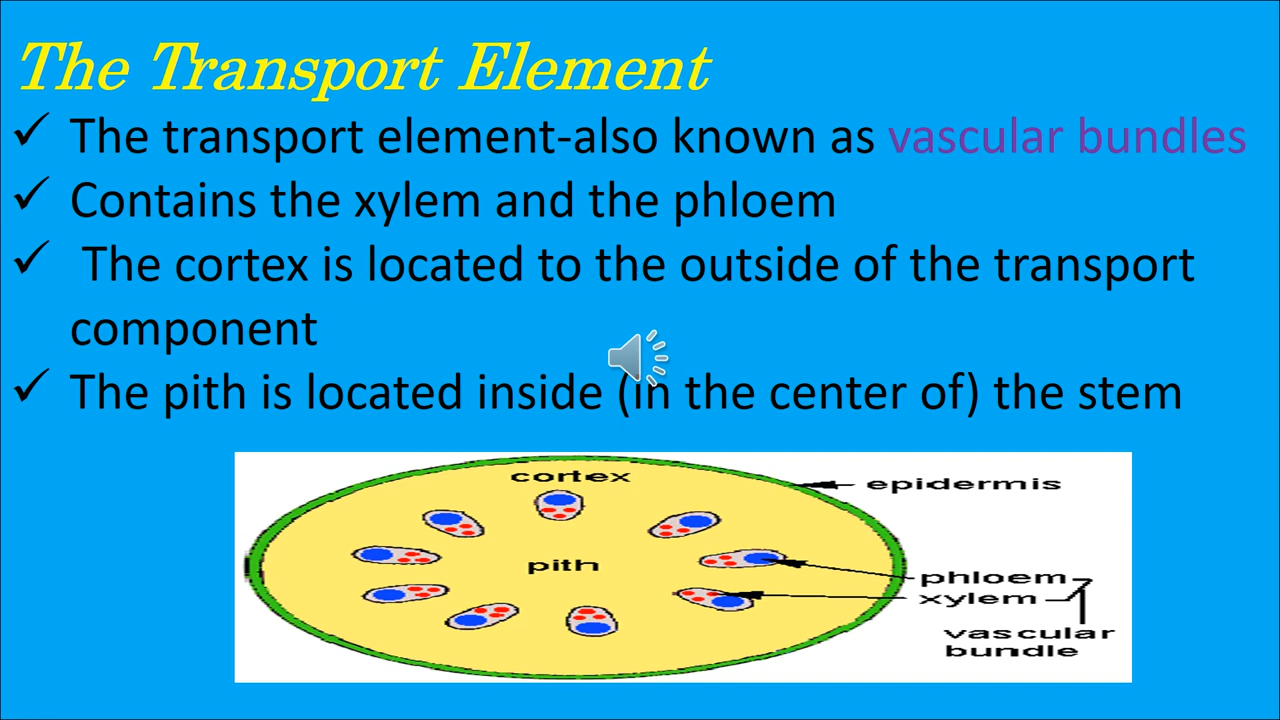 The Transport Element
✓ The transport element-also known as vascular bundles
✓ Contains the xylem and the phloem
✓ The cortex is located to the outside of the transport
component
✓ The pith is located inside (in the center of) the stem
cortex
epidermis
pith
phloem
xylem
vascular
bundle